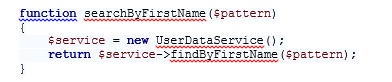 function searchByFirstName($pattern)
{
    $service = new UserDataService();
    return $service->findByFirstName($pattern);
}